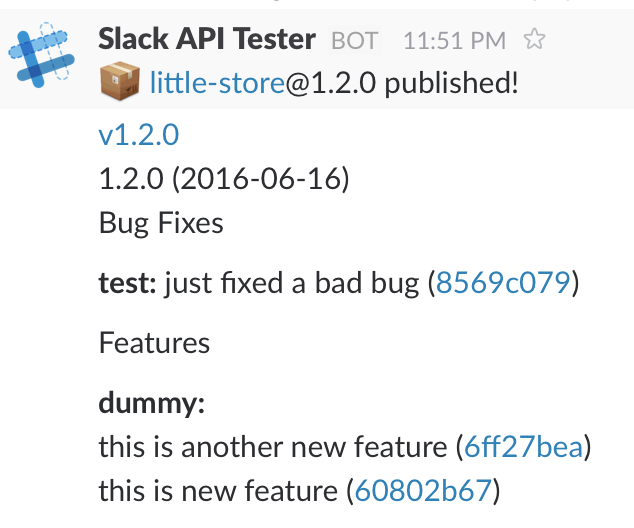 Slack API Tester BOT 11:51 PM
little-store@1.2.0 published!
v1.2.0
1.2.0 (2016-06-16)
Bug Fixes
test: just fixed a bad bug (8569c079)
Features
dummy:
this is another new feature (6ff27bea)
this is new feature (60802b67)